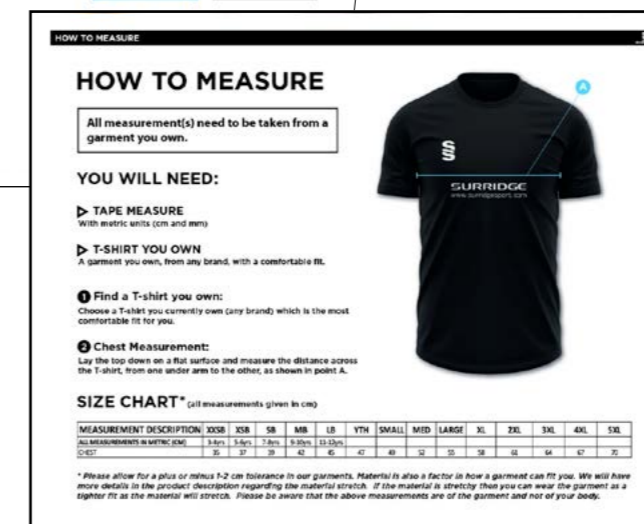 HOW TO MEASURE
HOW TO MEASURE
All measurement(s) need to be taken from a
garment you own.
YOU WILL NEED:
TAPE MEASURE
With metric units (cm and mm)
T-SHIRT YOU OWN
A garment you own, from any brand, with a comfortable fit.
1 Find a T-shirt you own:
Choose a T-shirt you currently own (any brand) which is the most
comfortable fit for you.
2 Chest Measurement:
Lay the top down on a flat surface and measure the distance across
the T-shirt, from one under arm to the other, as shown in point A.
A
SURRIDGE
www.surridgesport.com
SIZE CHART* (all measurements given in cm)
MEASUREMENT DESCRIPTION XXSB XSB SB MB LB YTH SMALL MED LARGE XL 2XL 3XL 4XL 5XL
ALL MEASUREMENTS IN METRIC (CM) 3-4yrs 5-6yrs 7-8yrs 9-10yrs 11-12yrs
CHEST 35 37 39 42 45 47 49 52 55 58 61 64 67 70
* Please allow for a plus or minus 1-2 cm tolerance in our garments. Material is also a factor in how a garment can fit you. We will have
more details in the product description regarding the material stretch. If the material is stretchy then you can wear the garment as a
tighter fit as the material will stretch. Please be aware that the above measurements are of the garment and not of your body.